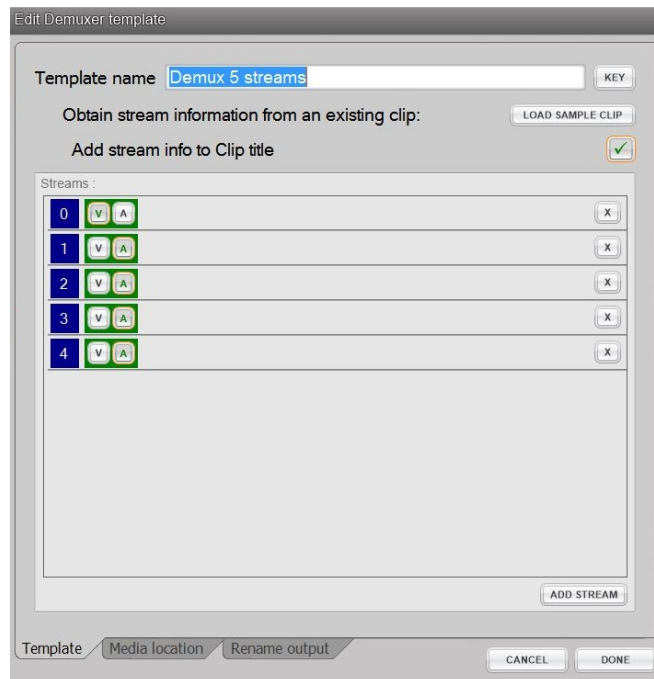 Edit Demuxer template
Template name Demux 5 streams KEY
Obtain stream information from an existing clip: LOAD SAMPLE CLIP
Add stream info to Clip title
Streams :
0 V A X
1 V A X
2 V A X
3 V A X
4 V A X
ADD STREAM
Template Media location Rename output
CANCEL DONE